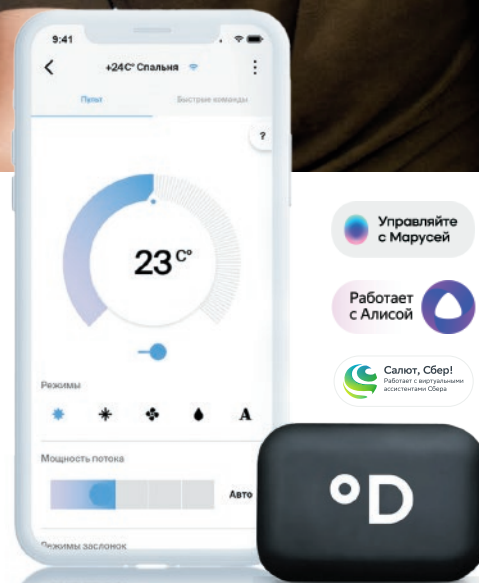 9:41
+24C° Спальня
Пульт
Быстрые команды
?
23 C°
Режимы
A
Мощность потока
Авто
Режимы заслонок
Управляйте
с Марусей
Работает
с Алисой
Салют, Сбер!
Работает с виртуальными
ассистентами Сбера
°D